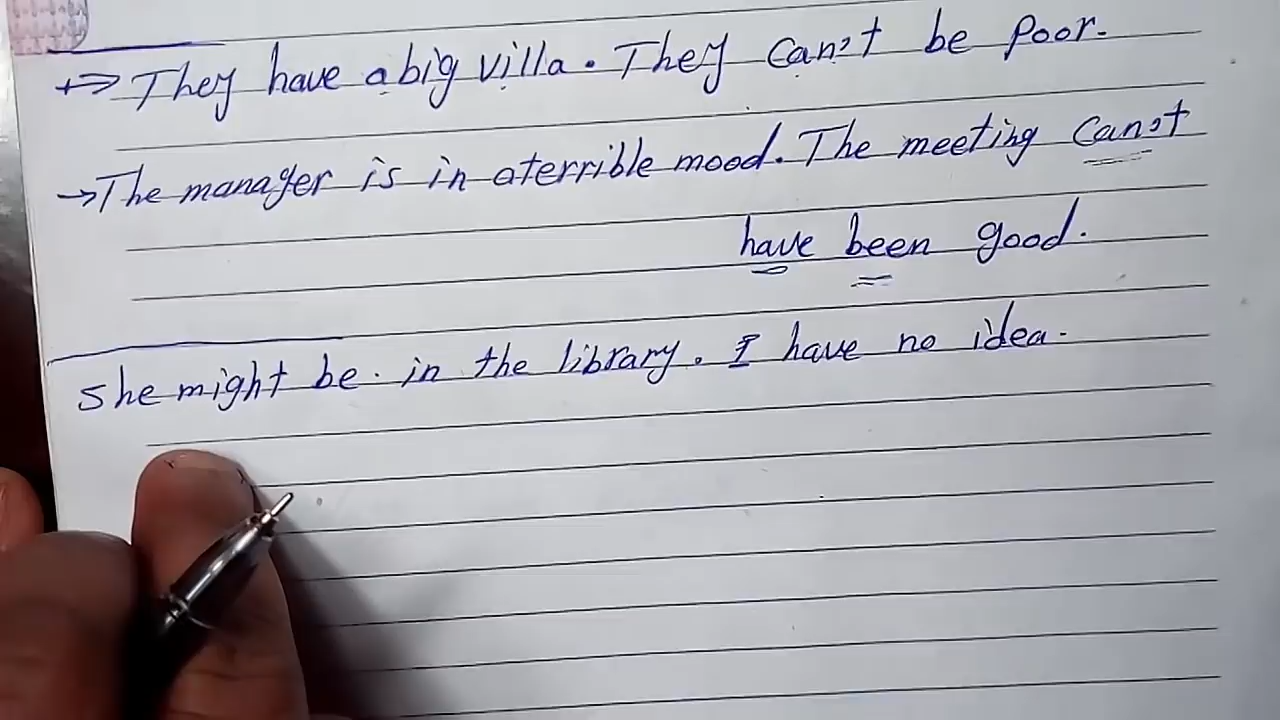 → They have a big villa. They can't be poor.
→ The manager is in a terrible mood. The meeting can't
have been good.
She might be in the library. I have no idea.